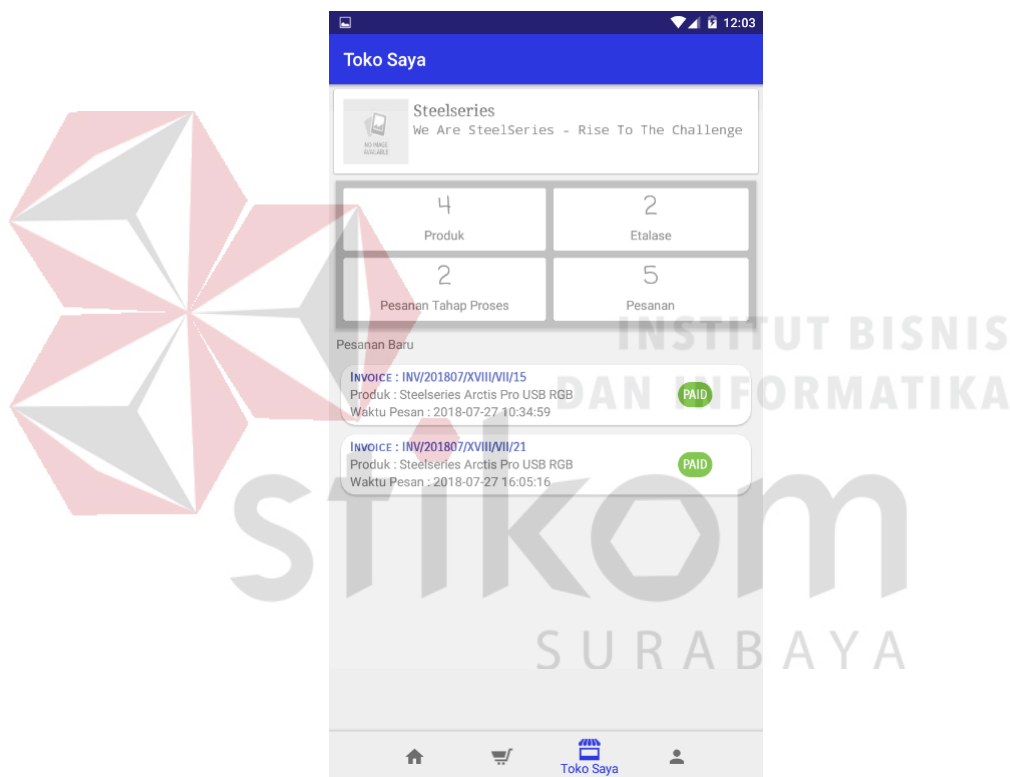 12:03
Toko Saya
Steelseries
We Are SteelSeries - Rise To The Challenge
NO IMAGE
AVAILABLE
4
Produk
2
Etalase
2
Pesanan Tahap Proses
5
Pesanan
INSTITUT BISNIS
DAN INFORMATIKA
Pesanan Baru
INVOICE : INV/201807/XVIII/VII/15
Produk : Steelseries Arctis Pro USB RGB
Waktu Pesan : 2018-07-27 10:34:59
PAID
INVOICE : INV/201807/XVIII/VII/21
Produk : Steelseries Arctis Pro USB RGB
Waktu Pesan : 2018-07-27 16:05:16
PAID
stikom
SURABAYA
Toko Saya